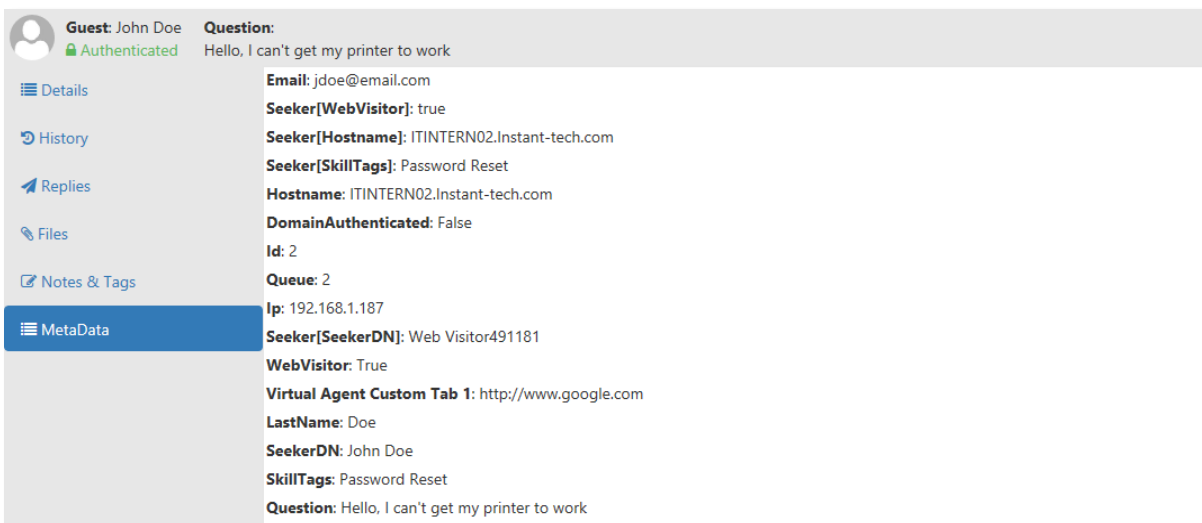 Guest: John Doe Question:
Authenticated Hello, I can't get my printer to work
Details
History
Replies
Files
Notes & Tags
MetaData
Email: jdoe@email.com
Seeker[WebVisitor]: true
Seeker[Hostname]: ITINTERN02.Instant-tech.com
Seeker[SkillTags]: Password Reset
Hostname: ITINTERN02.Instant-tech.com
DomainAuthenticated: False
Id: 2
Queue: 2
Ip: 192.168.1.187
Seeker[SeekerDN]: Web Visitor491181
WebVisitor: True
Virtual Agent Custom Tab 1: http://www.google.com
LastName: Doe
SeekerDN: John Doe
SkillTags: Password Reset
Question: Hello, I can't get my printer to work